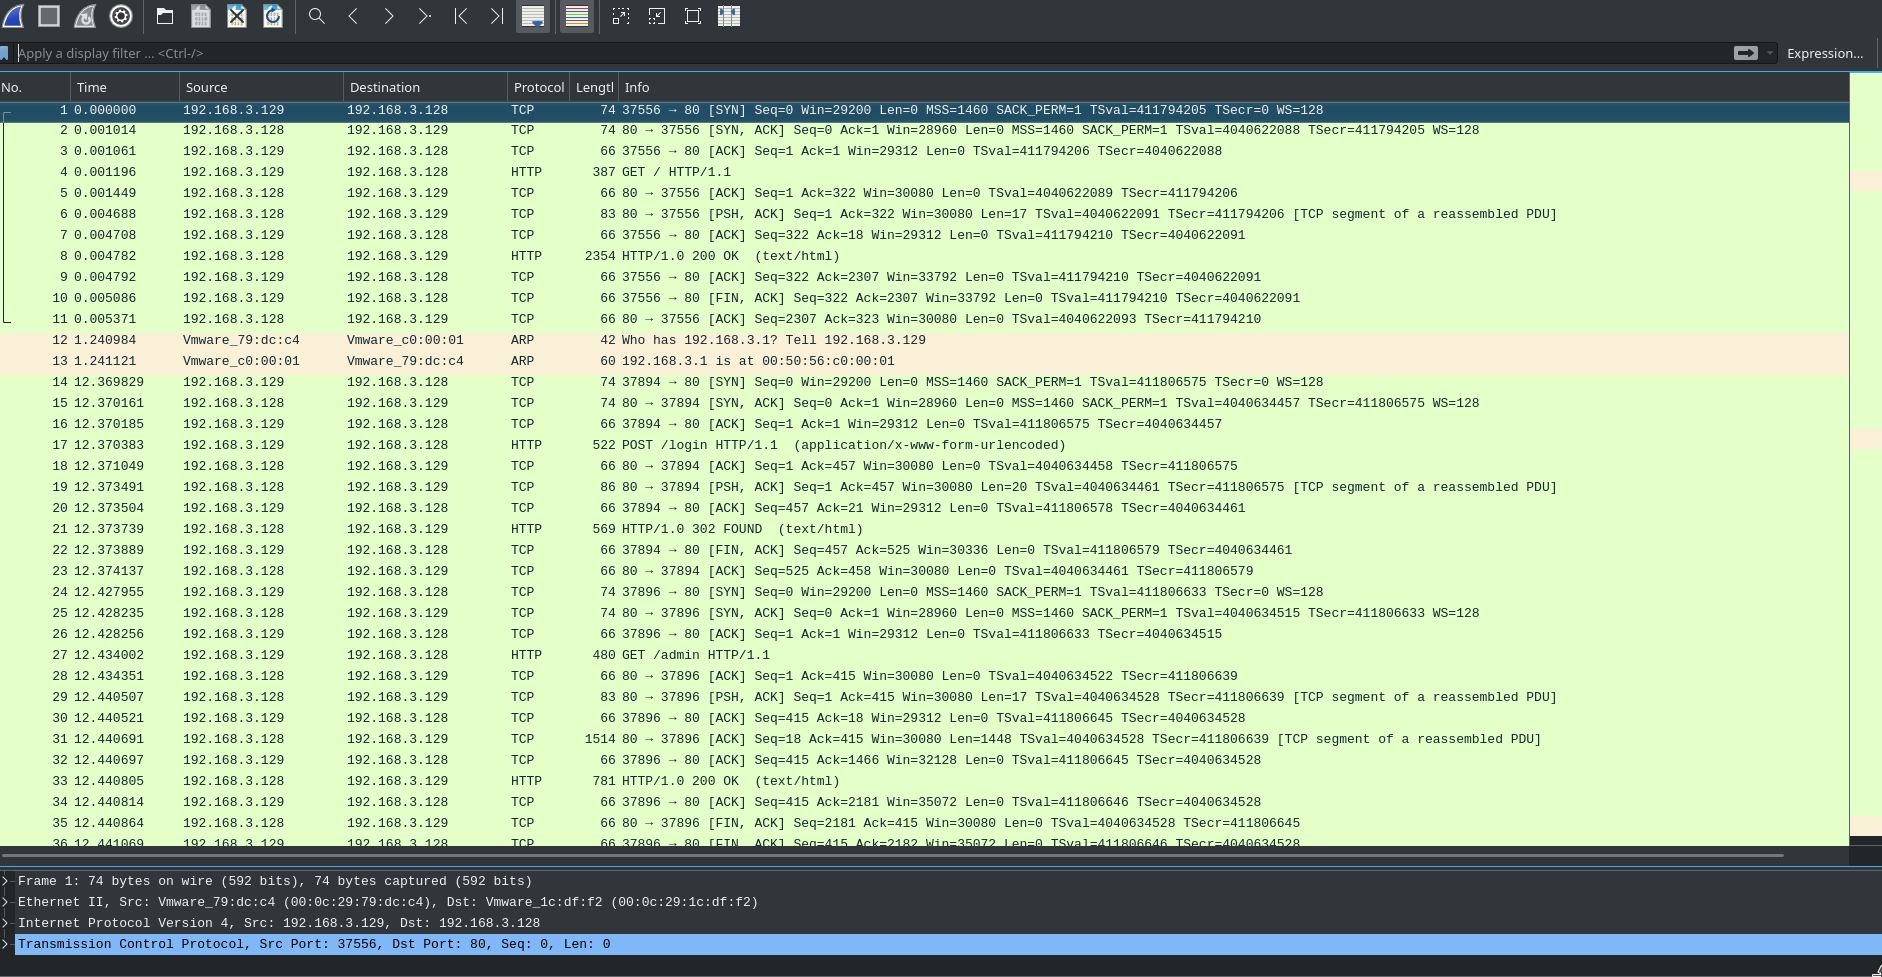 Apply a display filter ... <Ctrl-/> Expression...
No. Time Source Destination Protocol Lengtl Info
1 0.000000 192.168.3.129 192.168.3.128 TCP 74 37556 → 80 [SYN] Seq=0 Win=29200 Len=0 MSS=1460 SACK_PERM=1 TSval=411794205 TSecr=0 WS=128
2 0.001014 192.168.3.128 192.168.3.129 TCP 74 80 → 37556 [SYN, ACK] Seq=0 Ack=1 Win=28960 Len=0 MSS=1460 SACK_PERM=1 TSval=4040622088 TSecr=411794205 WS=128
3 0.001061 192.168.3.129 192.168.3.128 TCP 66 37556 → 80 [ACK] Seq=1 Ack=1 Win=29312 Len=0 TSval=411794206 TSecr=4040622088
4 0.001196 192.168.3.129 192.168.3.128 HTTP 387 GET / HTTP/1.1
5 0.001449 192.168.3.128 192.168.3.129 TCP 66 80 → 37556 [ACK] Seq=1 Ack=322 Win=30080 Len=0 TSval=4040622089 TSecr=411794206
6 0.004688 192.168.3.128 192.168.3.129 TCP 83 80 → 37556 [PSH, ACK] Seq=1 Ack=322 Win=30080 Len=17 TSval=4040622091 TSecr=411794206 [TCP segment of a reassembled PDU]
7 0.004708 192.168.3.129 192.168.3.128 TCP 66 37556 → 80 [ACK] Seq=322 Ack=18 Win=29312 Len=0 TSval=411794210 TSecr=4040622091
8 0.004782 192.168.3.128 192.168.3.129 HTTP 2354 HTTP/1.0 200 OK (text/html)
9 0.004792 192.168.3.129 192.168.3.128 TCP 66 37556 → 80 [ACK] Seq=322 Ack=2307 Win=33792 Len=0 TSval=411794210 TSecr=4040622091
10 0.005086 192.168.3.129 192.168.3.128 TCP 66 37556 → 80 [FIN, ACK] Seq=322 Ack=2307 Win=33792 Len=0 TSval=411794210 TSecr=4040622091
11 0.005371 192.168.3.128 192.168.3.129 TCP 66 80 → 37556 [ACK] Seq=2307 Ack=323 Win=30080 Len=0 TSval=4040622093 TSecr=411794210
12 1.240984 Vmware_79:dc:c4 Vmware_c0:00:01 ARP 42 Who has 192.168.3.1? Tell 192.168.3.129
13 1.241121 Vmware_c0:00:01 Vmware_79:dc:c4 ARP 60 192.168.3.1 is at 00:50:56:c0:00:01
14 12.369829 192.168.3.129 192.168.3.128 TCP 74 37894 → 80 [SYN] Seq=0 Win=29200 Len=0 MSS=1460 SACK_PERM=1 TSval=411806575 TSecr=0 WS=128
15 12.370161 192.168.3.128 192.168.3.129 TCP 74 80 → 37894 [SYN, ACK] Seq=0 Ack=1 Win=28960 Len=0 MSS=1460 SACK_PERM=1 TSval=4040634457 TSecr=411806575 WS=128
16 12.370185 192.168.3.129 192.168.3.128 TCP 66 37894 → 80 [ACK] Seq=1 Ack=1 Win=29312 Len=0 TSval=411806575 TSecr=4040634457
17 12.370383 192.168.3.129 192.168.3.128 HTTP 522 POST /login HTTP/1.1 (application/x-www-form-urlencoded)
18 12.371049 192.168.3.128 192.168.3.129 TCP 66 80 → 37894 [ACK] Seq=1 Ack=457 Win=30080 Len=0 TSval=4040634458 TSecr=411806575
19 12.373491 192.168.3.128 192.168.3.129 TCP 86 80 → 37894 [PSH, ACK] Seq=1 Ack=457 Win=30080 Len=20 TSval=4040634461 TSecr=411806575 [TCP segment of a reassembled PDU]
20 12.373504 192.168.3.129 192.168.3.128 TCP 66 37894 → 80 [ACK] Seq=457 Ack=21 Win=29312 Len=0 TSval=411806578 TSecr=4040634461
21 12.373739 192.168.3.128 192.168.3.129 HTTP 569 HTTP/1.0 302 FOUND (text/html)
22 12.373889 192.168.3.129 192.168.3.128 TCP 66 37894 → 80 [FIN, ACK] Seq=457 Ack=525 Win=30336 Len=0 TSval=411806579 TSecr=4040634461
23 12.374137 192.168.3.128 192.168.3.129 TCP 66 80 → 37894 [ACK] Seq=525 Ack=458 Win=30080 Len=0 TSval=4040634461 TSecr=411806579
24 12.427955 192.168.3.129 192.168.3.128 TCP 74 37896 → 80 [SYN] Seq=0 Win=29200 Len=0 MSS=1460 SACK_PERM=1 TSval=411806633 TSecr=0 WS=128
25 12.428235 192.168.3.128 192.168.3.129 TCP 74 80 → 37896 [SYN, ACK] Seq=0 Ack=1 Win=28960 Len=0 MSS=1460 SACK_PERM=1 TSval=4040634515 TSecr=411806633 WS=128
26 12.428256 192.168.3.129 192.168.3.128 TCP 66 37896 → 80 [ACK] Seq=1 Ack=1 Win=29312 Len=0 TSval=411806633 TSecr=4040634515
27 12.434002 192.168.3.129 192.168.3.128 HTTP 480 GET /admin HTTP/1.1
28 12.434351 192.168.3.128 192.168.3.129 TCP 66 80 → 37896 [ACK] Seq=1 Ack=415 Win=30080 Len=0 TSval=4040634522 TSecr=411806639
29 12.440507 192.168.3.128 192.168.3.129 TCP 83 80 → 37896 [PSH, ACK] Seq=1 Ack=415 Win=30080 Len=17 TSval=4040634528 TSecr=411806639 [TCP segment of a reassembled PDU]
30 12.440521 192.168.3.129 192.168.3.128 TCP 66 37896 → 80 [ACK] Seq=415 Ack=18 Win=29312 Len=0 TSval=411806645 TSecr=4040634528
31 12.440691 192.168.3.128 192.168.3.129 TCP 1514 80 → 37896 [ACK] Seq=18 Ack=415 Win=30080 Len=1448 TSval=4040634528 TSecr=411806639 [TCP segment of a reassembled PDU]
32 12.440697 192.168.3.129 192.168.3.128 TCP 66 37896 → 80 [ACK] Seq=415 Ack=1466 Win=32128 Len=0 TSval=411806645 TSecr=4040634528
33 12.440805 192.168.3.128 192.168.3.129 HTTP 781 HTTP/1.0 200 OK (text/html)
34 12.440814 192.168.3.129 192.168.3.128 TCP 66 37896 → 80 [ACK] Seq=415 Ack=2181 Win=35072 Len=0 TSval=411806646 TSecr=4040634528
35 12.440864 192.168.3.128 192.168.3.129 TCP 66 80 → 37896 [FIN, ACK] Seq=2181 Ack=415 Win=30080 Len=0 TSval=4040634528 TSecr=411806645
36 12.441069 192.168.3.129 192.168.3.128 TCP 66 37896 → 80 [FIN, ACK] Seq=415 Ack=2182 Win=35072 Len=0 TSval=411806646 TSecr=4040634528
Frame 1: 74 bytes on wire (592 bits), 74 bytes captured (592 bits)
Ethernet II, Src: Vmware_79:dc:c4 (00:0c:29:79:dc:c4), Dst: Vmware_1c:df:f2 (00:0c:29:1c:df:f2)
Internet Protocol Version 4, Src: 192.168.3.129, Dst: 192.168.3.128
Transmission Control Protocol, Src Port: 37556, Dst Port: 80, Seq: 0, Len: 0